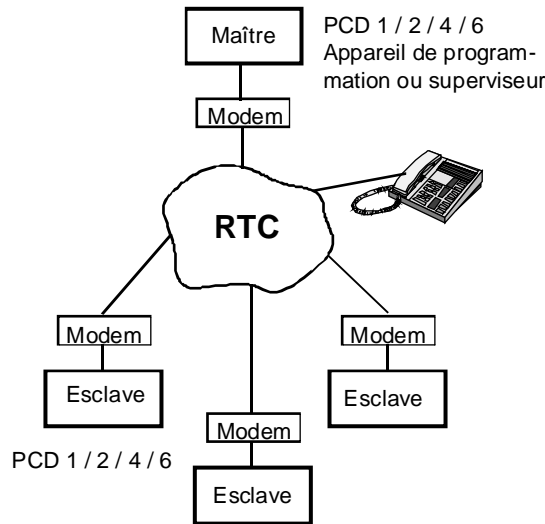 Maître
PCD 1 / 2 / 4 / 6
Appareil de program-
mation ou superviseur
Modem
RTC
Modem
Esclave
PCD 1 / 2 / 4 / 6
Modem
Esclave
Modem
Esclave